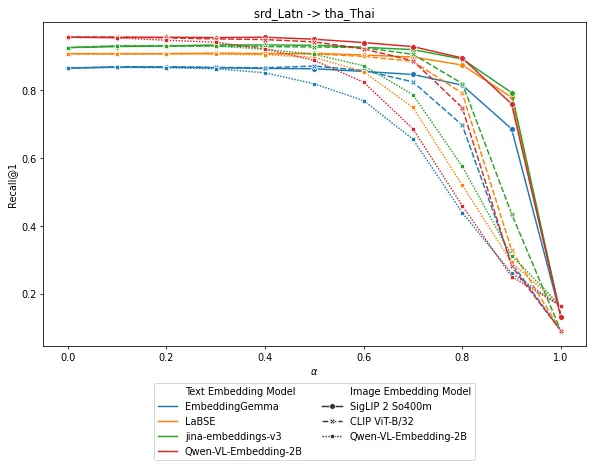 srd_Latn -> tha_Thai
Recall@1
0.8
0.6
0.4
0.2
0.0
0.2
0.4
0.6
0.8
1.0
α
Text Embedding Model
EmbeddingGemma
LaBSE
jina-embeddings-v3
Qwen-VL-Embedding-2B
Image Embedding Model
SigLIP 2 So400m
CLIP ViT-B/32
Qwen-VL-Embedding-2B